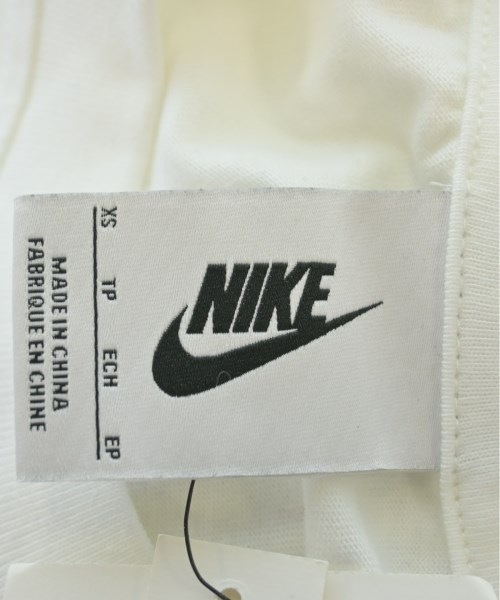 NIKE
XS TP ECH EP
MADE IN CHINA
FABRIQUE EN CHINE